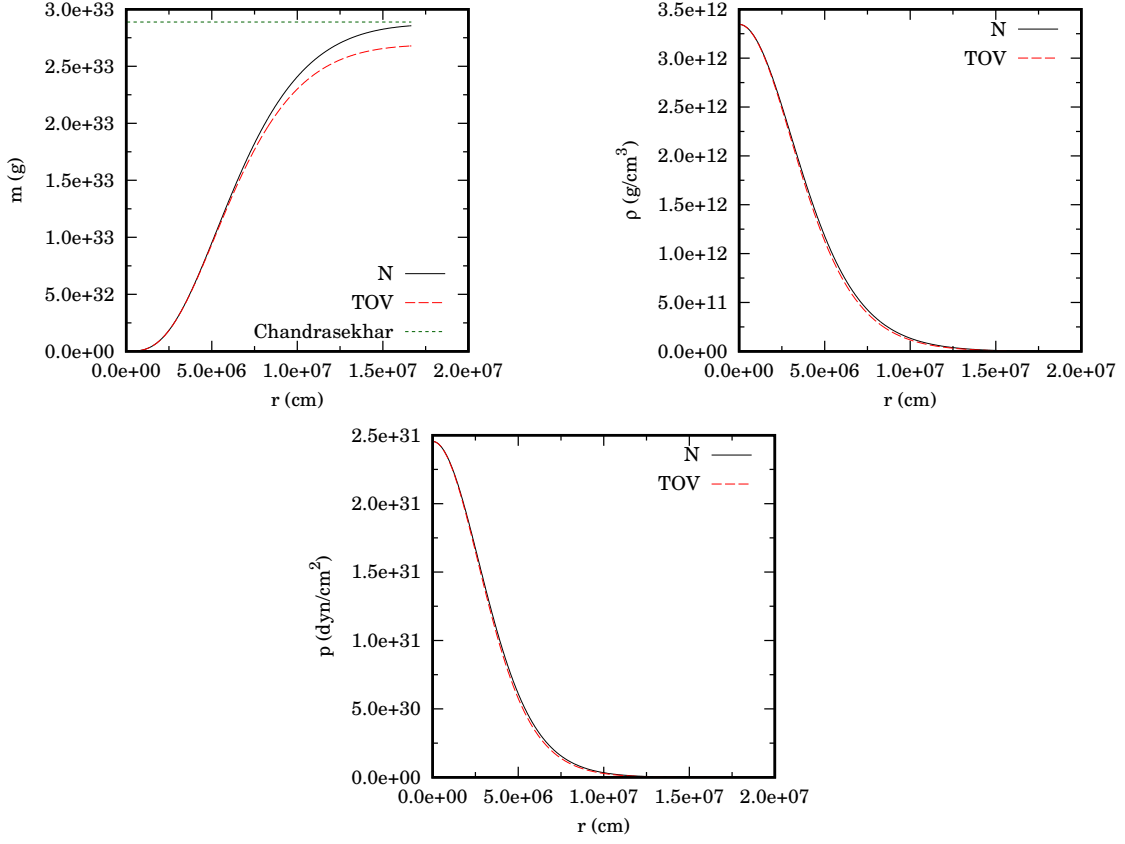 3.0e+33
2.5e+33
2.0e+33
1.5e+33
1.0e+33
5.0e+32
0.0e+00
m (g)
N
TOV
Chandrasekhar
0.0e+00 5.0e+06 1.0e+07 1.5e+07 2.0e+07
r (cm)
3.5e+12
3.0e+12
2.5e+12
2.0e+12
1.5e+12
1.0e+12
5.0e+11
0.0e+00
ρ (g/cm³)
N
TOV
0.0e+00 5.0e+06 1.0e+07 1.5e+07 2.0e+07
r (cm)
2.5e+31
2.0e+31
1.5e+31
1.0e+31
5.0e+30
0.0e+00
p (dyn/cm²)
N
TOV
0.0e+00 5.0e+06 1.0e+07 1.5e+07 2.0e+07
r (cm)